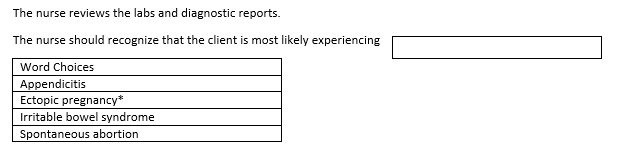 The nurse reviews the labs and diagnostic reports.
The nurse should recognize that the client is most likely experiencing
Word Choices
Appendicitis
Ectopic pregnancy*
Irritable bowel syndrome
Spontaneous abortion